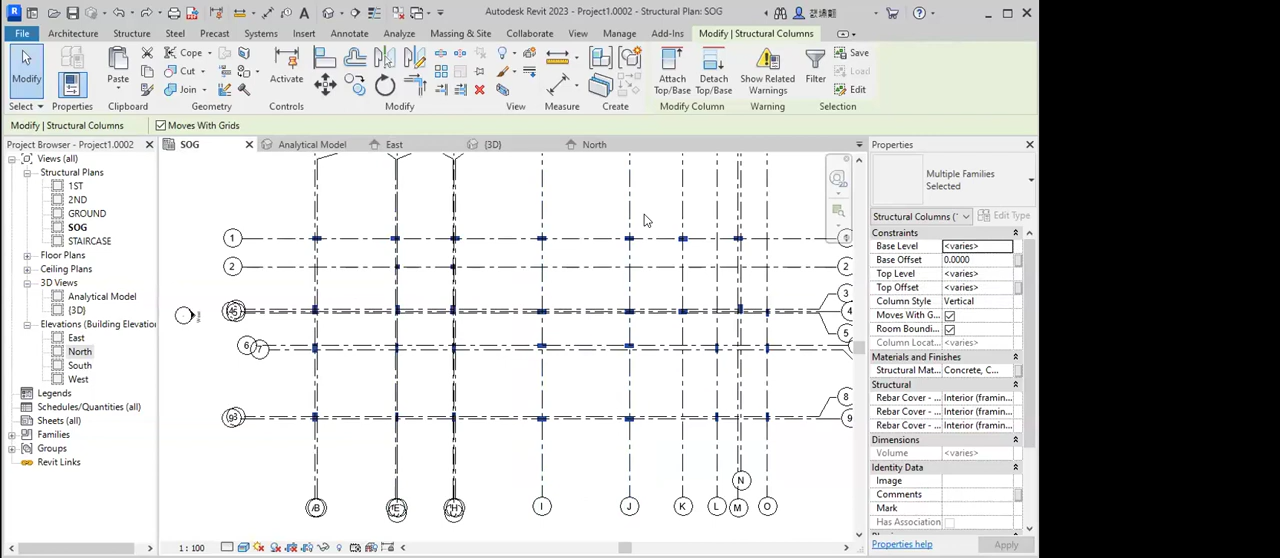 Autodesk Revit 2023 - Project1.0002 - Structural Plan: SOG
File Architecture Structure Steel Precast Systems Insert Annotate Analyze Massing & Site Collaborate View Manage Add-Ins Modify | Structural Columns
Modify Paste Cope Cut Join Activate Attach Top/Base Detach Top/Base Show Related Warnings Filter Save Load Edit
Select Properties Clipboard Geometry Controls Modify View Measure Create Modify Column Warning Selection
Modify | Structural Columns Moves With Grids
Project Browser - Project1.0002
Views (all)
Structural Plans
1ST
2ND
GROUND
SOG
STAIRCASE
Floor Plans
Ceiling Plans
3D Views
Analytical Model
{3D}
Elevations (Building Elevatio
East
North
South
West
Legends
Schedules/Quantities (all)
Sheets (all)
Families
Groups
Revit Links
SOG Analytical Model East {3D} North
1
2 2
3
4
5
6 7
8
9
I J K L M N O
1 : 100
Properties
Multiple Families
Selected
Structural Columns ( Edit Type
Constraints
Base Level <varies>
Base Offset 0.0000
Top Level <varies>
Top Offset <varies>
Column Style Vertical
Moves With G...
Room Boundi...
Column Locat...
Materials and Finishes
Structural Mat... Concrete, C...
Structural
Rebar Cover - ... Interior (framin
Rebar Cover - ... Interior (framin
Rebar Cover - ... Interior (framin
Dimensions
Volume <varies>
Identity Data
Image
Comments
Mark
Has Association
Properties help Apply